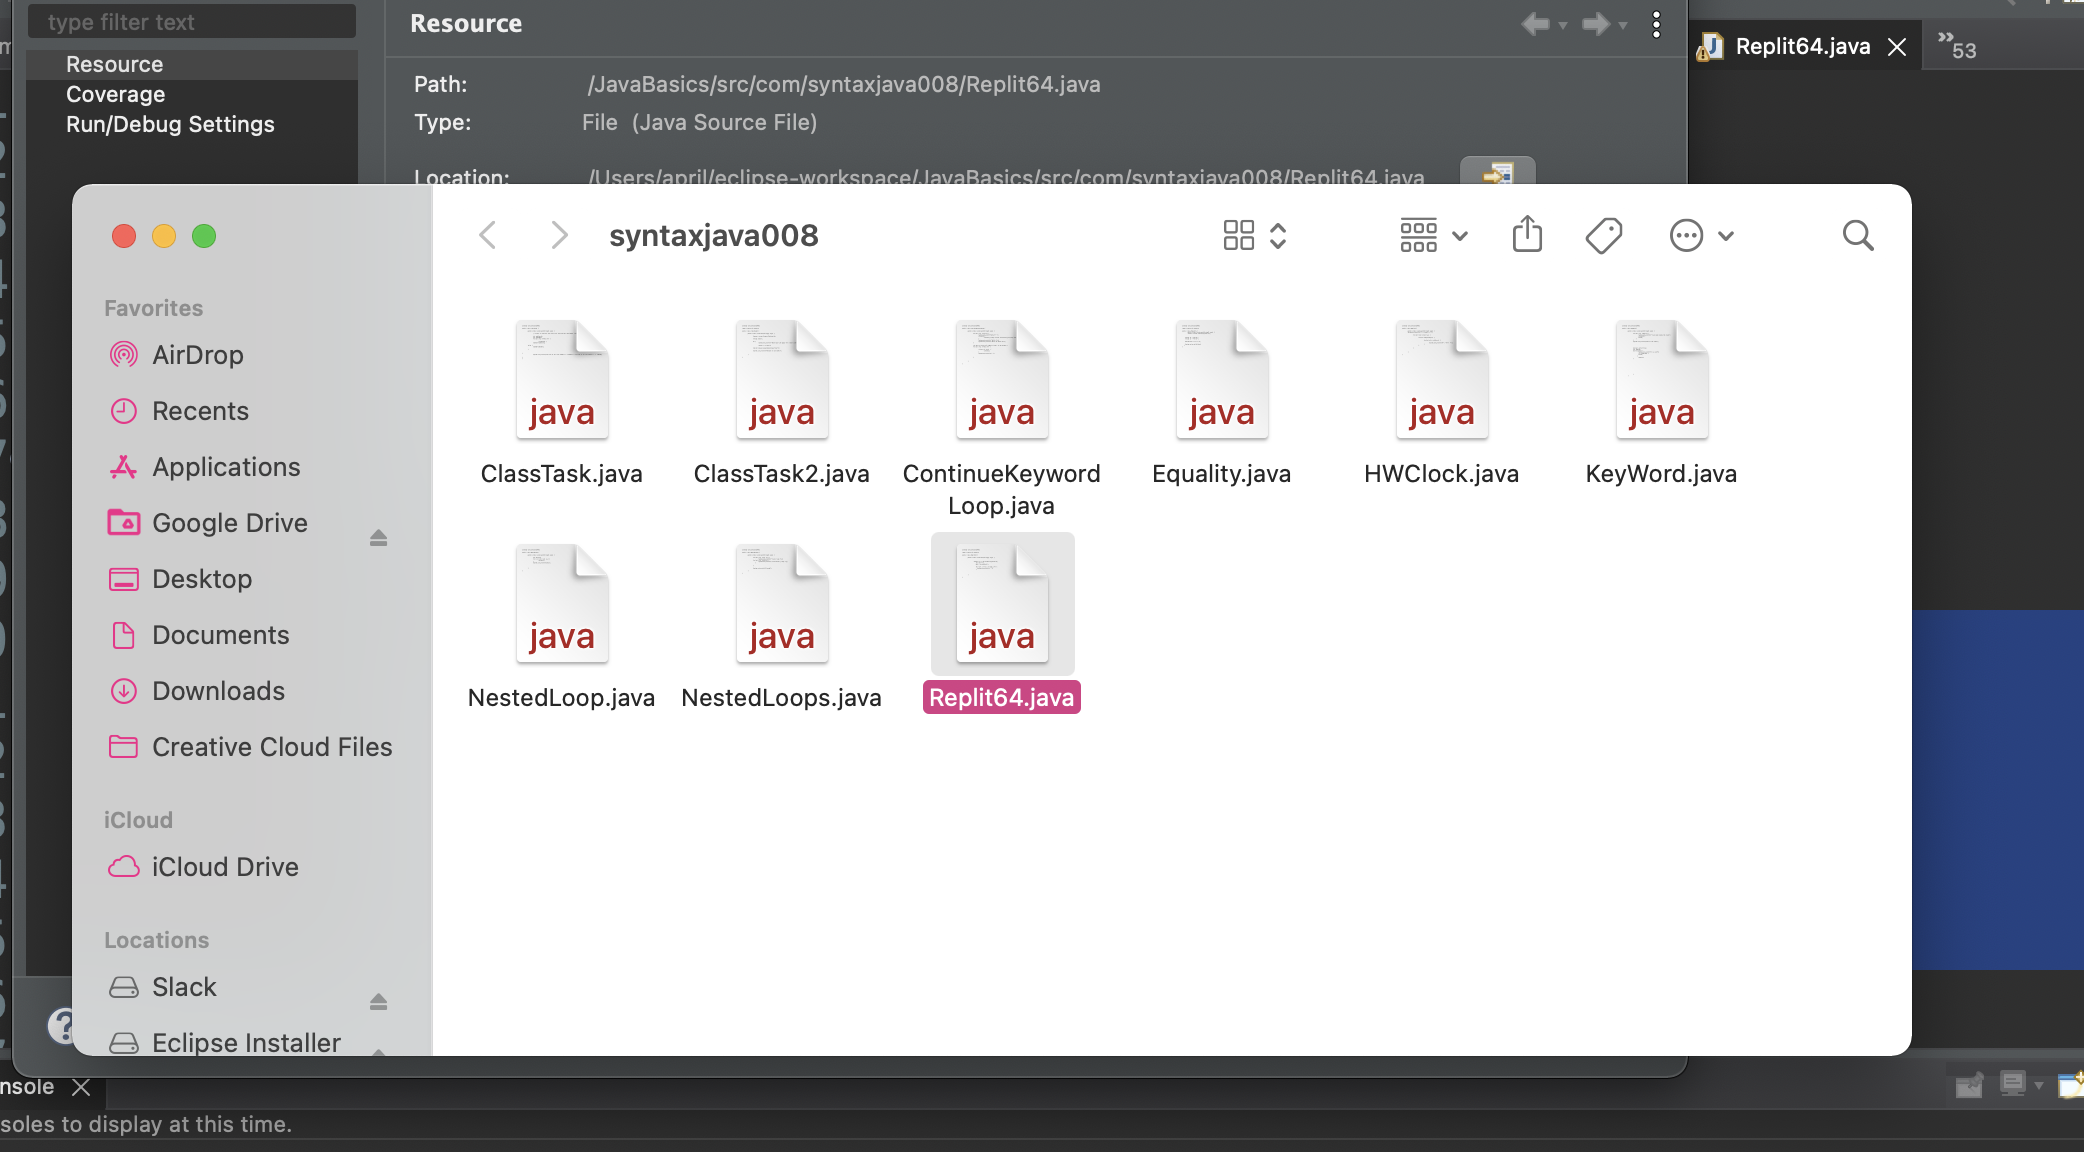 type filter text
Resource
Coverage
Run/Debug Settings
Resource
Path: /JavaBasics/src/com/syntaxjava008/Replit64.java
Type: File (Java Source File)
Location: /Users/april/eclipse-workspace/JavaBasics/src/com/syntaxjava008/Replit64.java
Replit64.java
»53
syntaxjava008
Favorites
AirDrop
Recents
Applications
Google Drive
Desktop
Documents
Downloads
Creative Cloud Files
iCloud
iCloud Drive
Locations
Slack
Eclipse Installer
java
java
java
java
java
java
ClassTask.java
ClassTask2.java
ContinueKeyword
Loop.java
Equality.java
HWClock.java
KeyWord.java
java
java
java
NestedLoop.java
NestedLoops.java
Replit64.java
nsole
soles to display at this time.